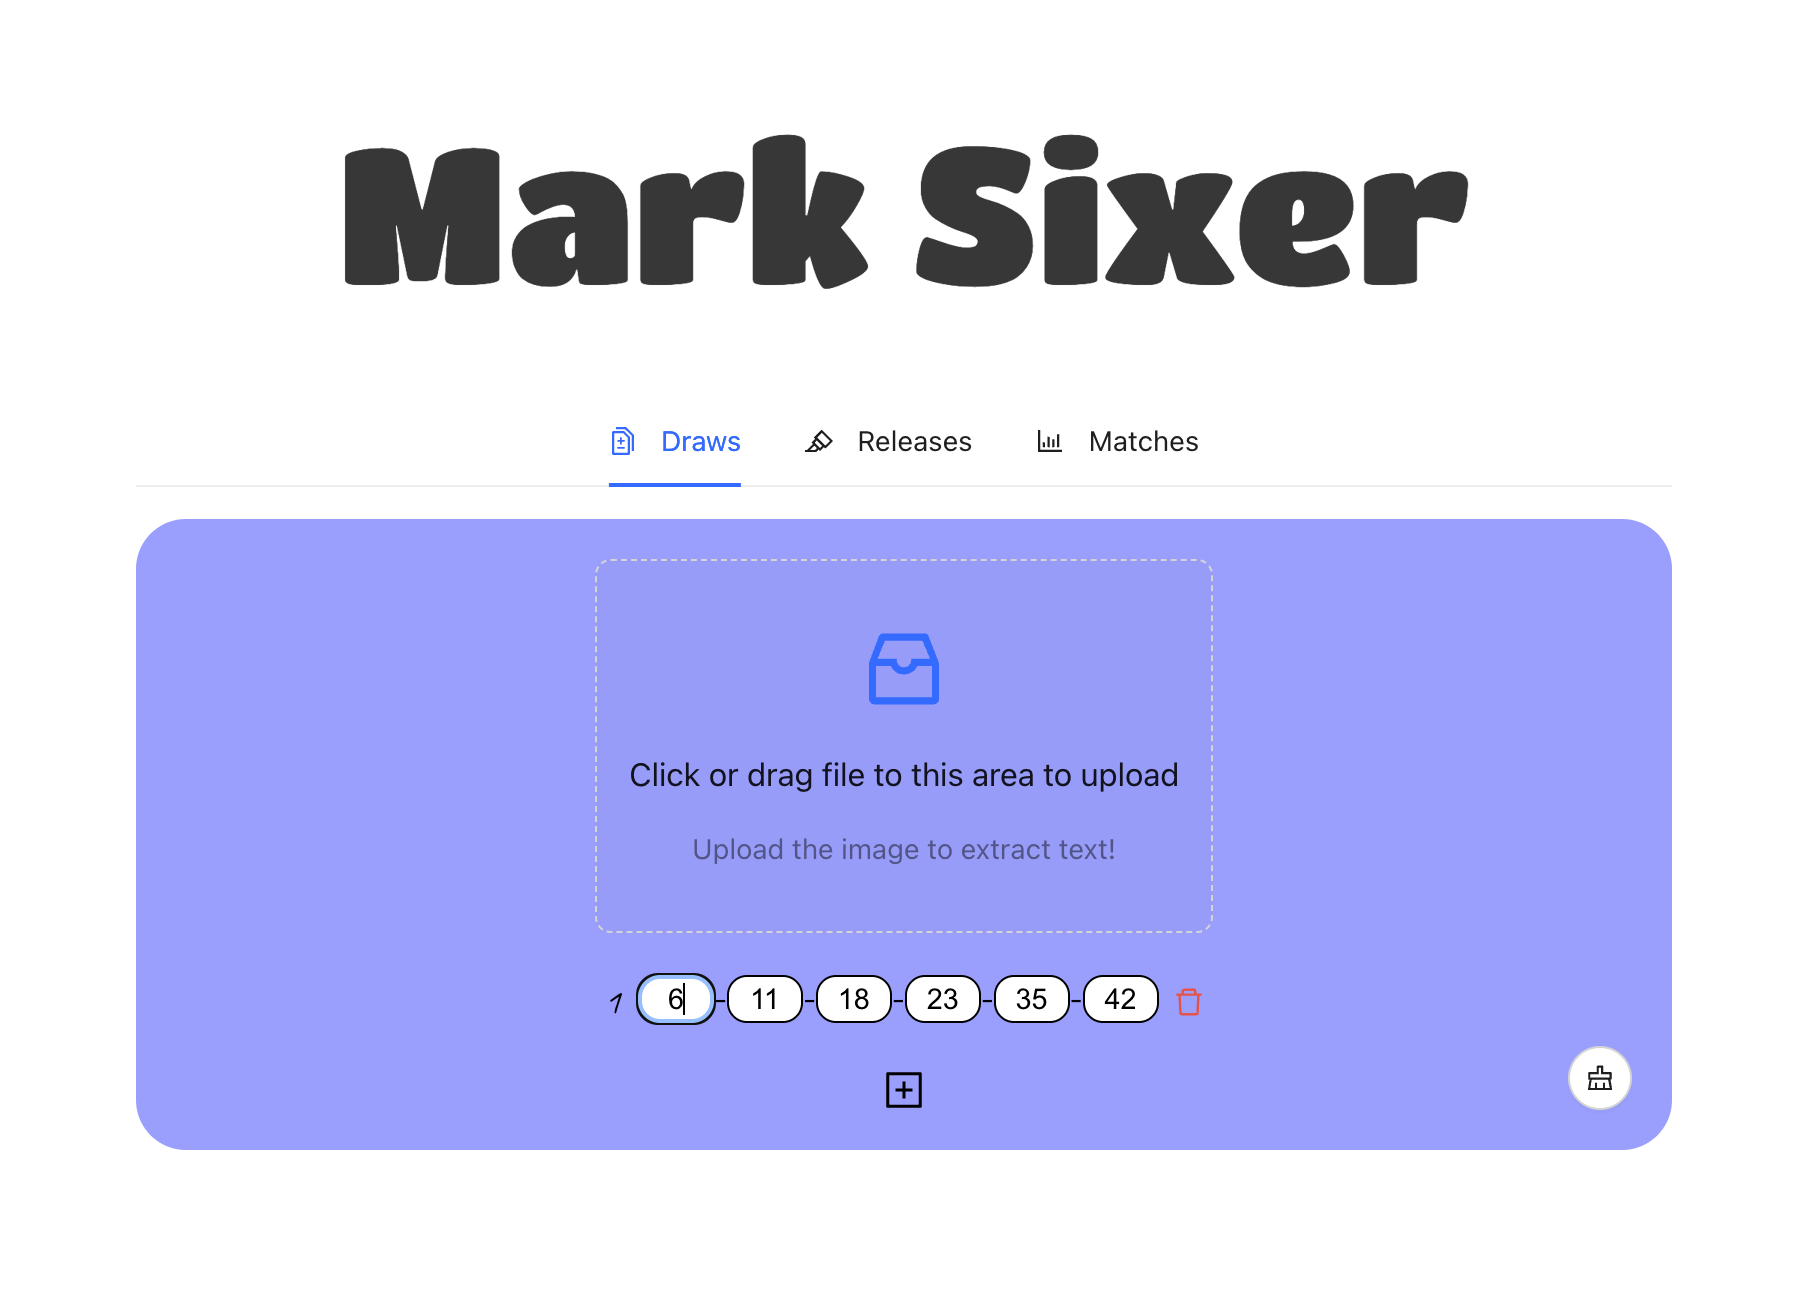 Mark Sixer
Draws Releases Matches
Click or drag file to this area to upload
Upload the image to extract text!
1 6-11-18-23-35-42